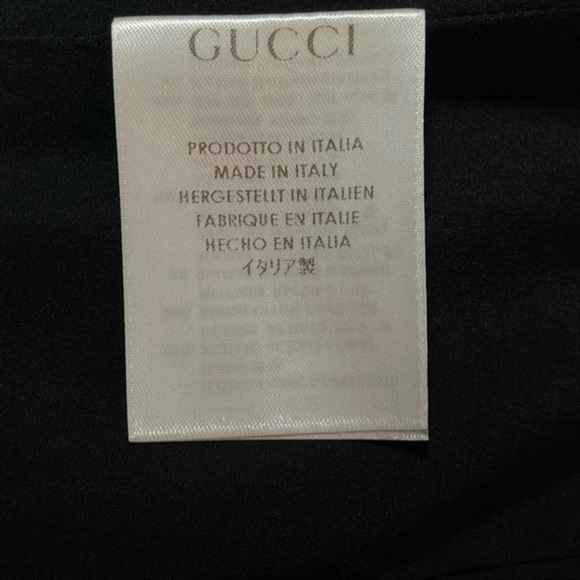 GUCCI
PRODOTTO IN ITALIA
MADE IN ITALY
HERGESTELLT IN ITALIEN
FABRIQUE EN ITALIE
HECHO EN ITALIA
イタリア製